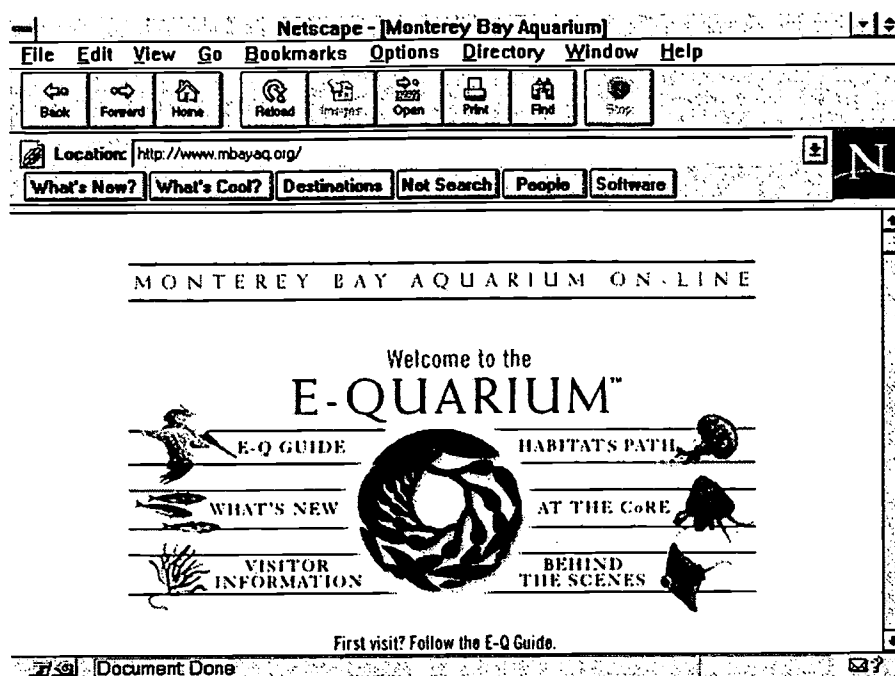 Netscape - [Monterey Bay Aquarium]
File Edit View Go Bookmarks Options Directory Window Help
Back Forward Home Reload Images Open Print Find Stop
Location: http://www.mbayaq.org/
N
What's New? What's Cool? Destinations Net Search People Software
MONTEREY BAY AQUARIUM ON-LINE
Welcome to the
E-QUARIUM™
E-Q GUIDE HABITATS PATH
WHAT'S NEW AT THE CoRE
VISITOR INFORMATION
BEHIND THE SCENES
First visit? Follow the E-Q Guide.
Document Done
?